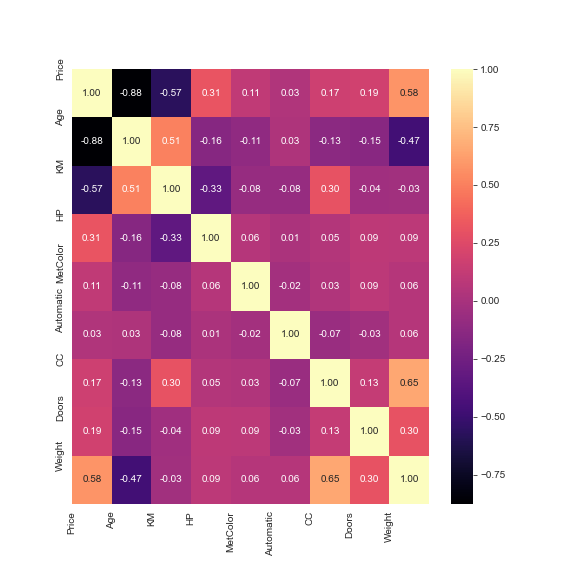 Price 1.00 -0.88 -0.57 0.31 0.11 0.03 0.17 0.19 0.58
Age -0.88 1.00 0.51 -0.16 -0.11 0.03 -0.13 -0.15 -0.47
KM -0.57 0.51 1.00 -0.33 -0.08 -0.08 0.30 -0.04 -0.03
HP 0.31 -0.16 -0.33 1.00 0.06 0.01 0.05 0.09 0.09
MetColor 0.11 -0.11 -0.08 0.06 1.00 -0.02 0.03 0.09 0.06
Automatic 0.03 0.03 -0.08 0.01 -0.02 1.00 -0.07 -0.03 0.06
CC 0.17 -0.13 0.30 0.05 0.03 -0.07 1.00 0.13 0.65
Doors 0.19 -0.15 -0.04 0.09 0.09 -0.03 0.13 1.00 0.30
Weight 0.58 -0.47 -0.03 0.09 0.06 0.06 0.65 0.30 1.00
Price Age KM HP MetColor Automatic CC Doors Weight
1.00
0.75
0.50
0.25
0.00
−0.25
−0.50
−0.75